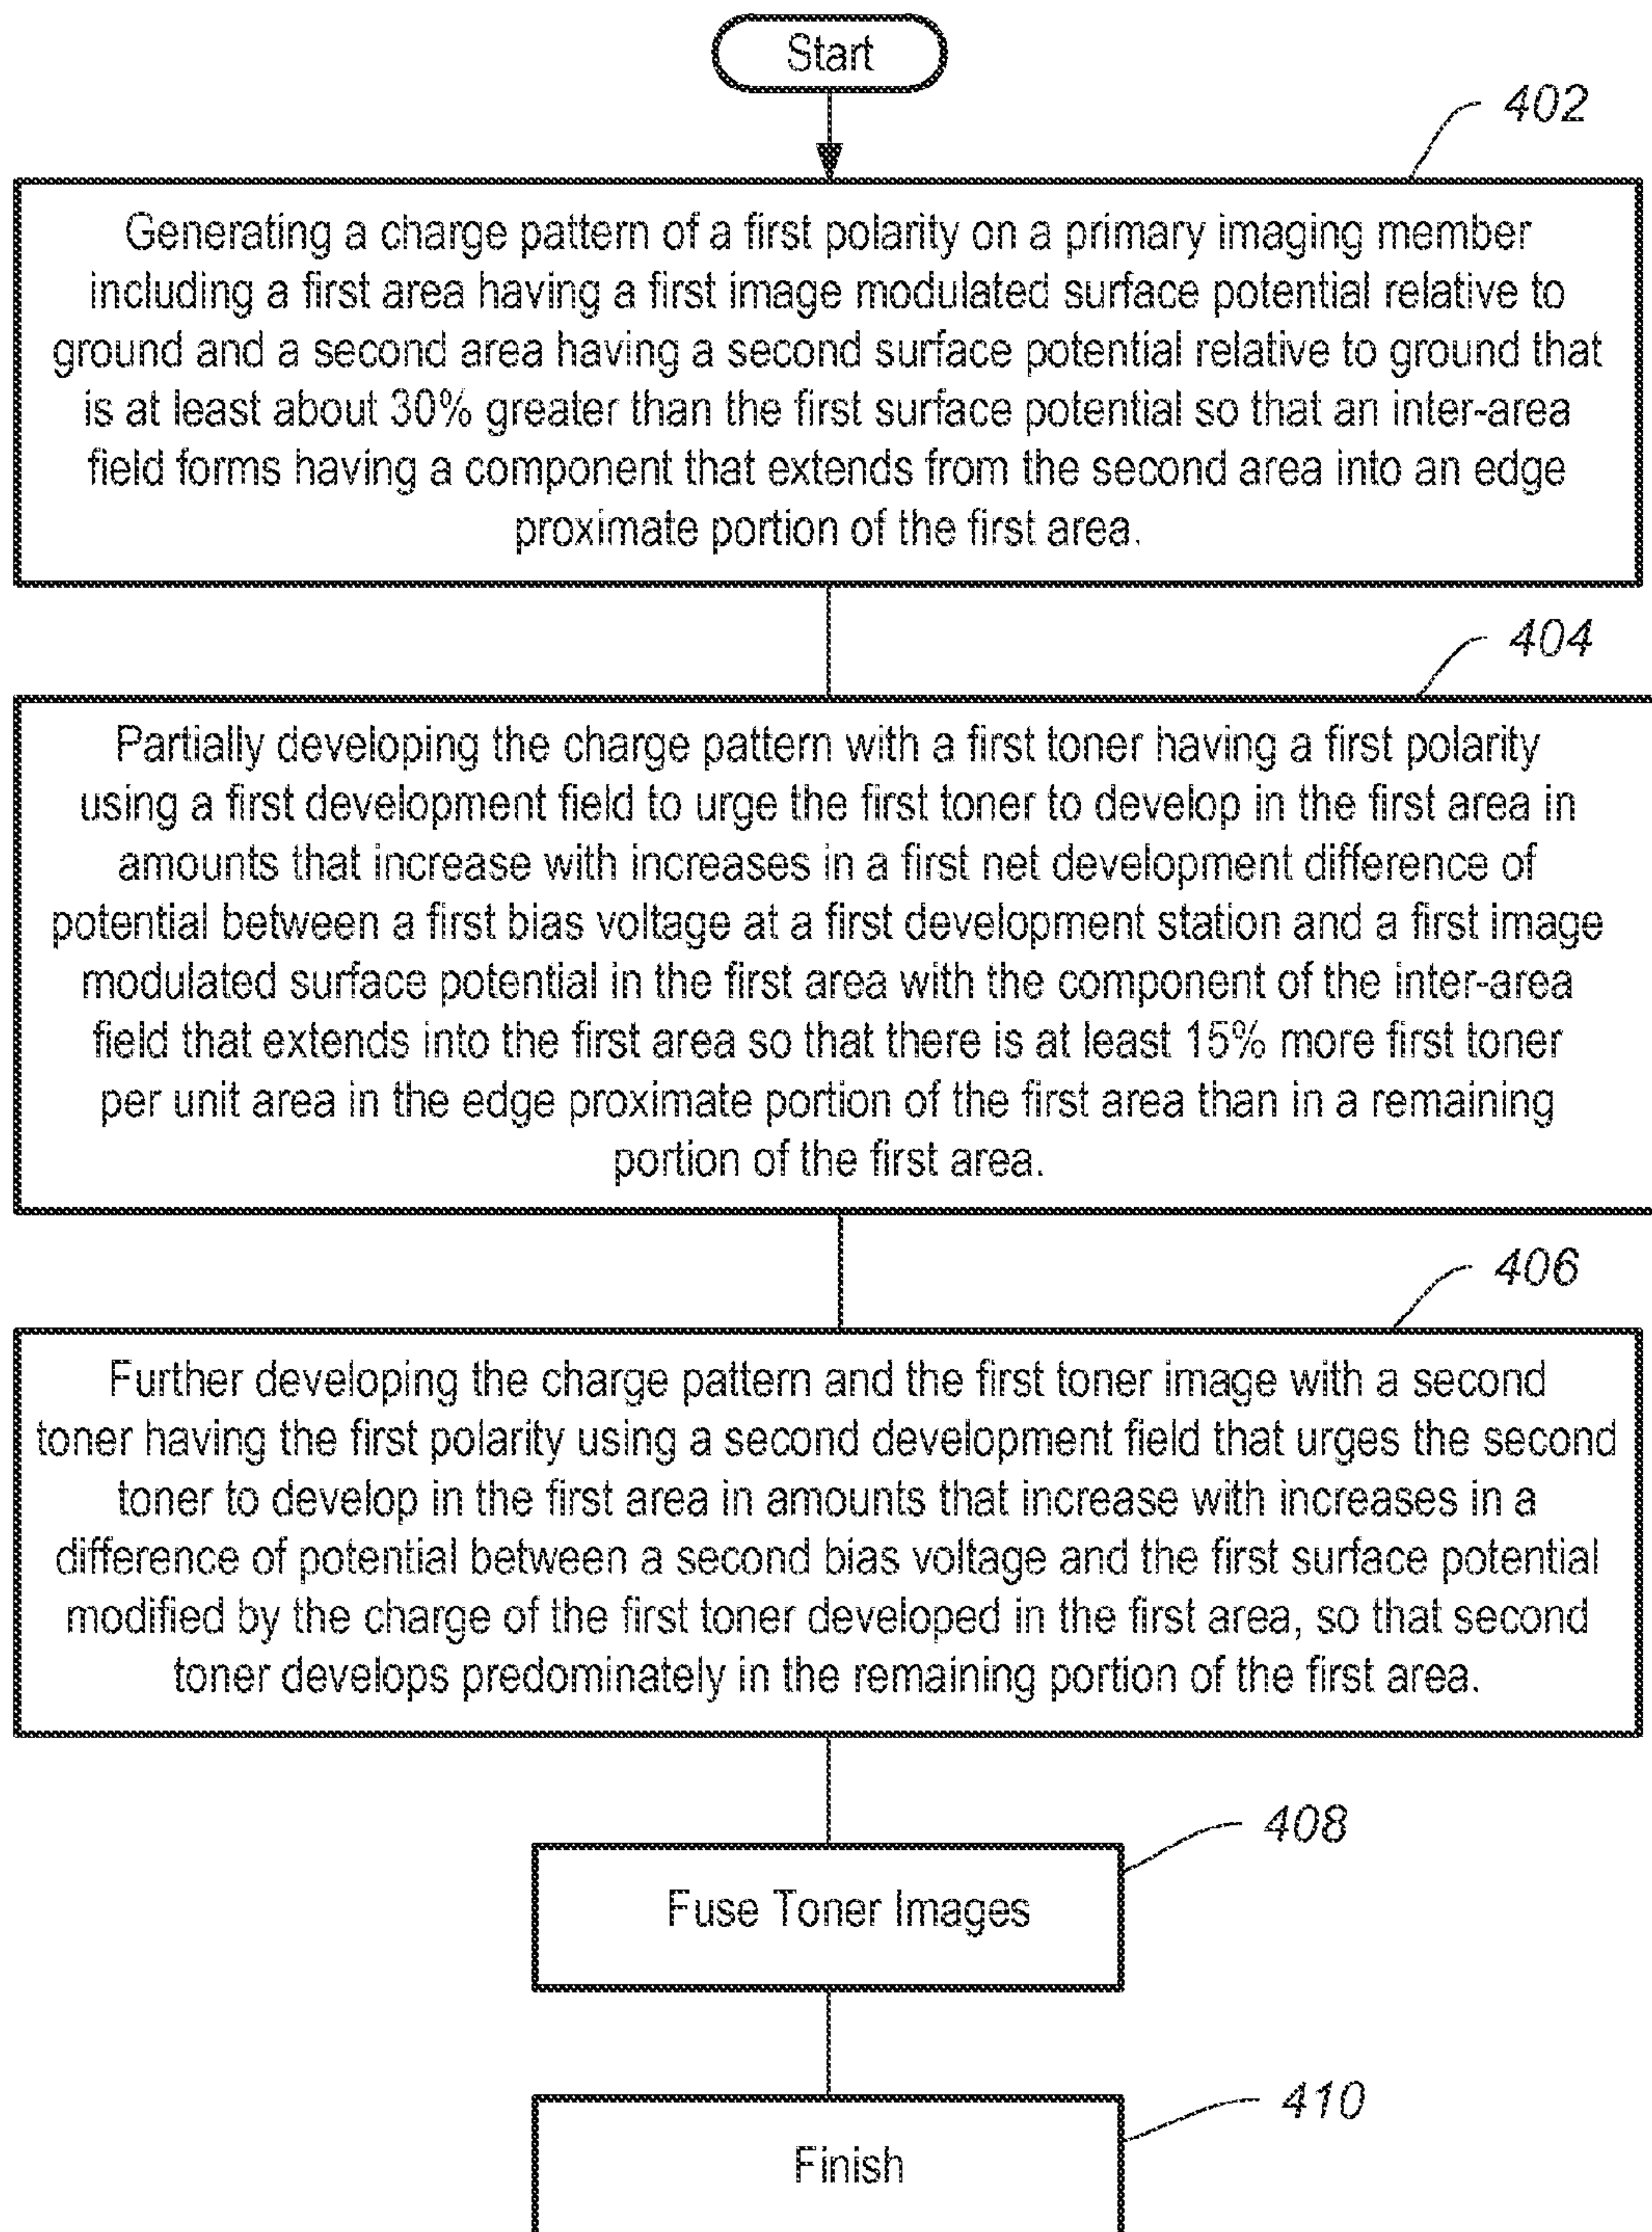 Start
402
Generating a charge pattern of a first polarity on a primary imaging member
including a first area having a first image modulated surface potential relative to
ground and a second area having a second surface potential relative to ground that
is at least about 30% greater than the first surface potential so that an inter-area
field forms having a component that extends from the second area into an edge
proximate portion of the first area.
404
Partially developing the charge pattern with a first toner having a first polarity
using a first development field to urge the first toner to develop in the first area in
amounts that increase with increases in a first net development difference of
potential between a first bias voltage at a first development station and a first image
modulated surface potential in the first area with the component of the inter-area
field that extends into the first area so that there is at least 15% more first toner
per unit area in the edge proximate portion of the first area than in a remaining
portion of the first area.
406
Further developing the charge pattern and the first toner image with a second
toner having the first polarity using a second development field that urges the second
toner to develop in the first area in amounts that increase with increases in a
difference of potential between a second bias voltage and the first surface potential
modified by the charge of the first toner developed in the first area, so that second
toner develops predominately in the remaining portion of the first area.
408
Fuse Toner Images
410
Finish